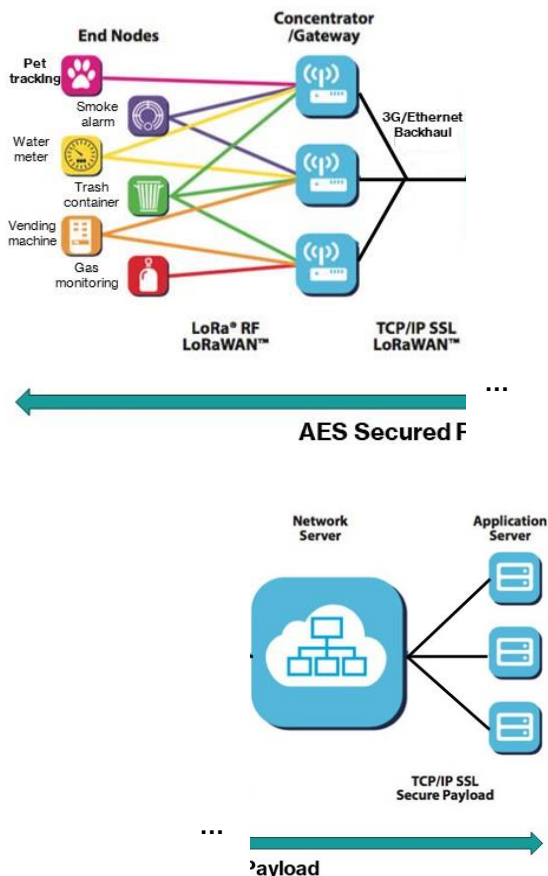 End Nodes
Concentrator
/Gateway
Pet
tracking
Smoke
alarm
3G/Ethernet
Backhaul
Water
meter
Trash
container
Vending
machine
Gas
monitoring
LoRa® RF
LoRaWAN™
TCP/IP SSL
LoRaWAN™
...
AES Secured P
Network
Server
Application
Server
TCP/IP SSL
Secure Payload
...
Payload